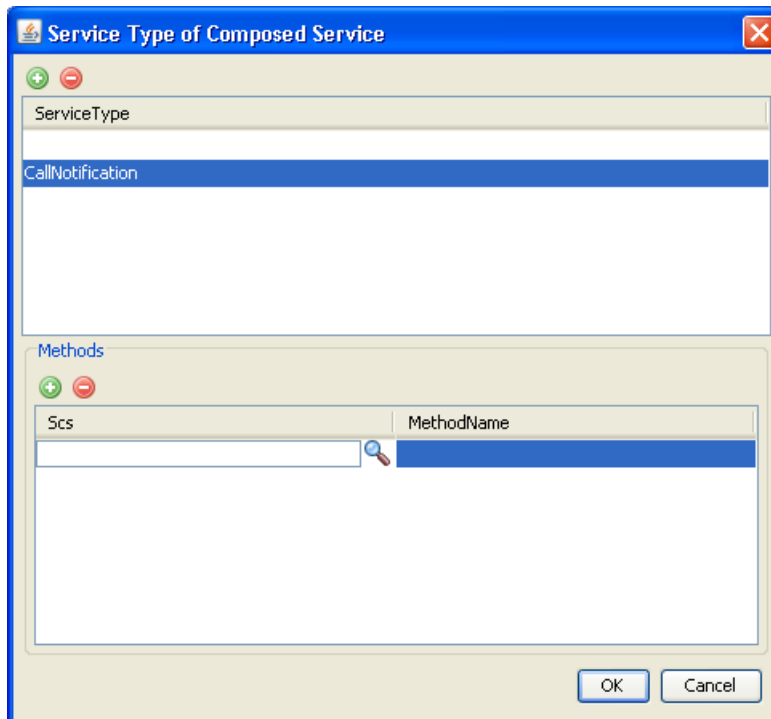 Service Type of Composed Service
ServiceType
CallNotification
Methods
Scs MethodName
OK Cancel